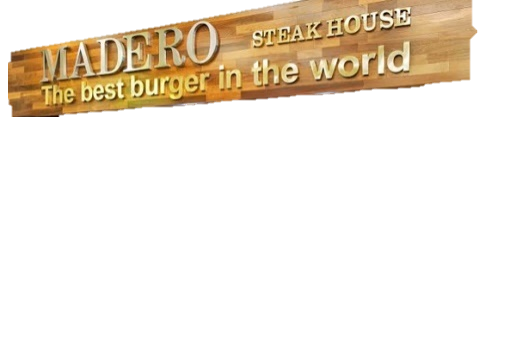 MADERO STEAK HOUSE
The best burger in the world